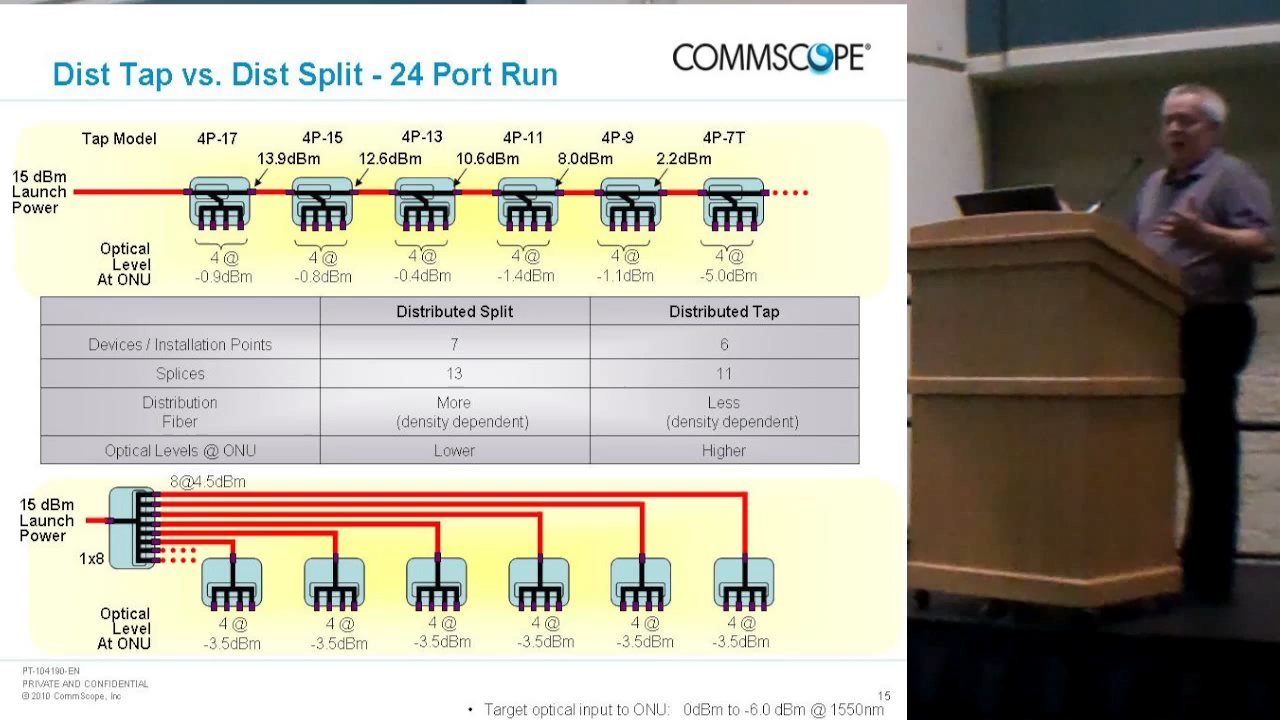 Dist Tap vs. Dist Split - 24 Port Run
COMMSCOPE®
Tap Model 4P-17 4P-15 4P-13 4P-11 4P-9 4P-7T
13.9dBm 12.6dBm 10.6dBm 8.0dBm 2.2dBm
15 dBm
Launch
Power
Optical
Level
At ONU
4 @ 4 @ 4 @ 4 @ 4 @ 4 @
-0.9dBm -0.8dBm -0.4dBm -1.4dBm -1.1dBm -5.0dBm
Distributed Split Distributed Tap
Devices / Installation Points 7 6
Splices 13 11
Distribution More Less
Fiber (density dependent) (density dependent)
Optical Levels @ ONU Lower Higher
8@4.5dBm
15 dBm
Launch
Power
1x8
Optical
Level
At ONU
4 @ 4 @ 4 @ 4 @ 4 @ 4 @
-3.5dBm -3.5dBm -3.5dBm -3.5dBm -3.5dBm -3.5dBm
PT-104190-EN
PRIVATE AND CONFIDENTIAL
© 2010 CommScope, Inc
15
• Target optical input to ONU: 0dBm to -6.0 dBm @ 1550nm